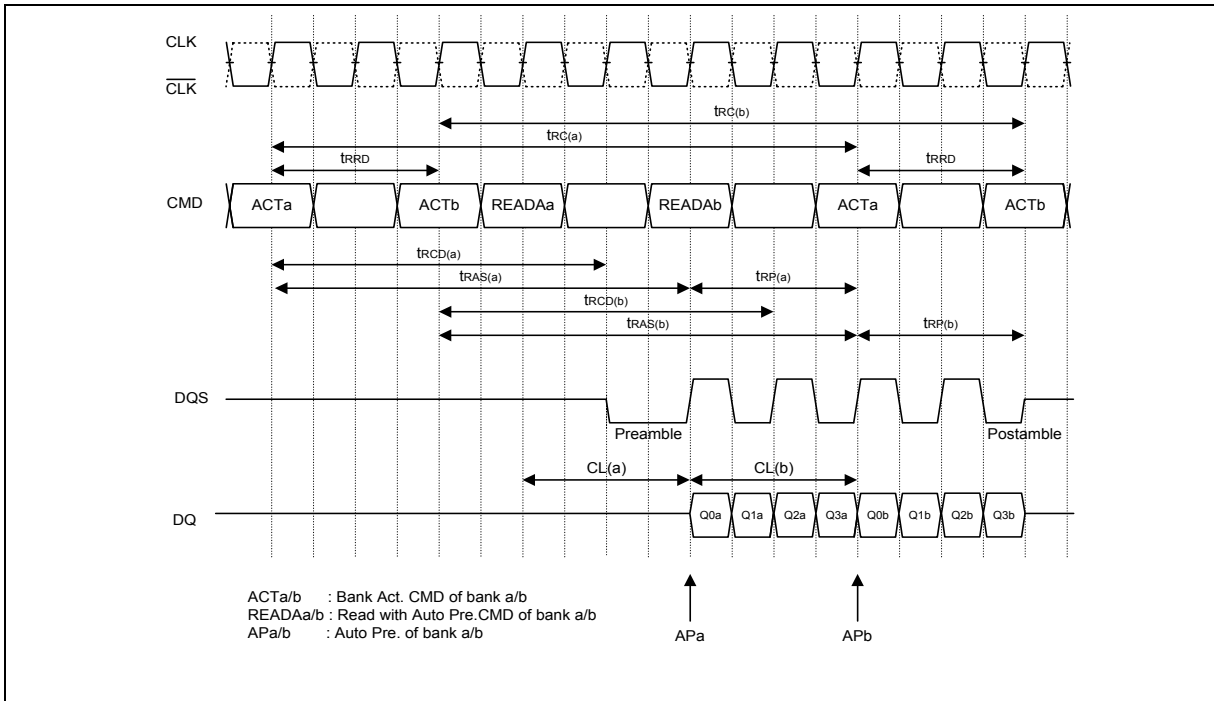 CLK
CLK
tRC(b)
tRC(a)
tRRD
tRRD
CMD
ACTa
ACTb
READAa
READAb
ACTa
ACTb
tRCD(a)
tRAS(a)
tRP(a)
tRCD(b)
tRAS(b)
tRP(b)
DQS
Preamble
Postamble
CL(a)
CL(b)
DQ
Q0a
Q1a
Q2a
Q3a
Q0b
Q1b
Q2b
Q3b
ACTa/b : Bank Act. CMD of bank a/b
READAa/b : Read with Auto Pre.CMD of bank a/b
APa/b : Auto Pre. of bank a/b
APa
APb